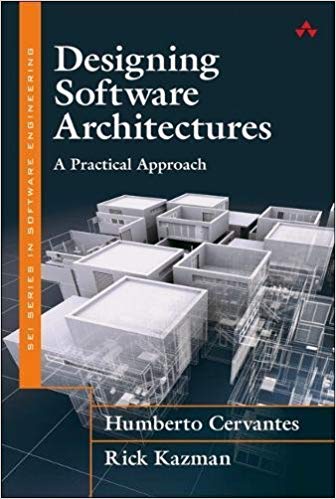 Designing
Software
Architectures
A Practical Approach
SEI SERIES IN SOFTWARE ENGINEERING
Humberto Cervantes
Rick Kazman